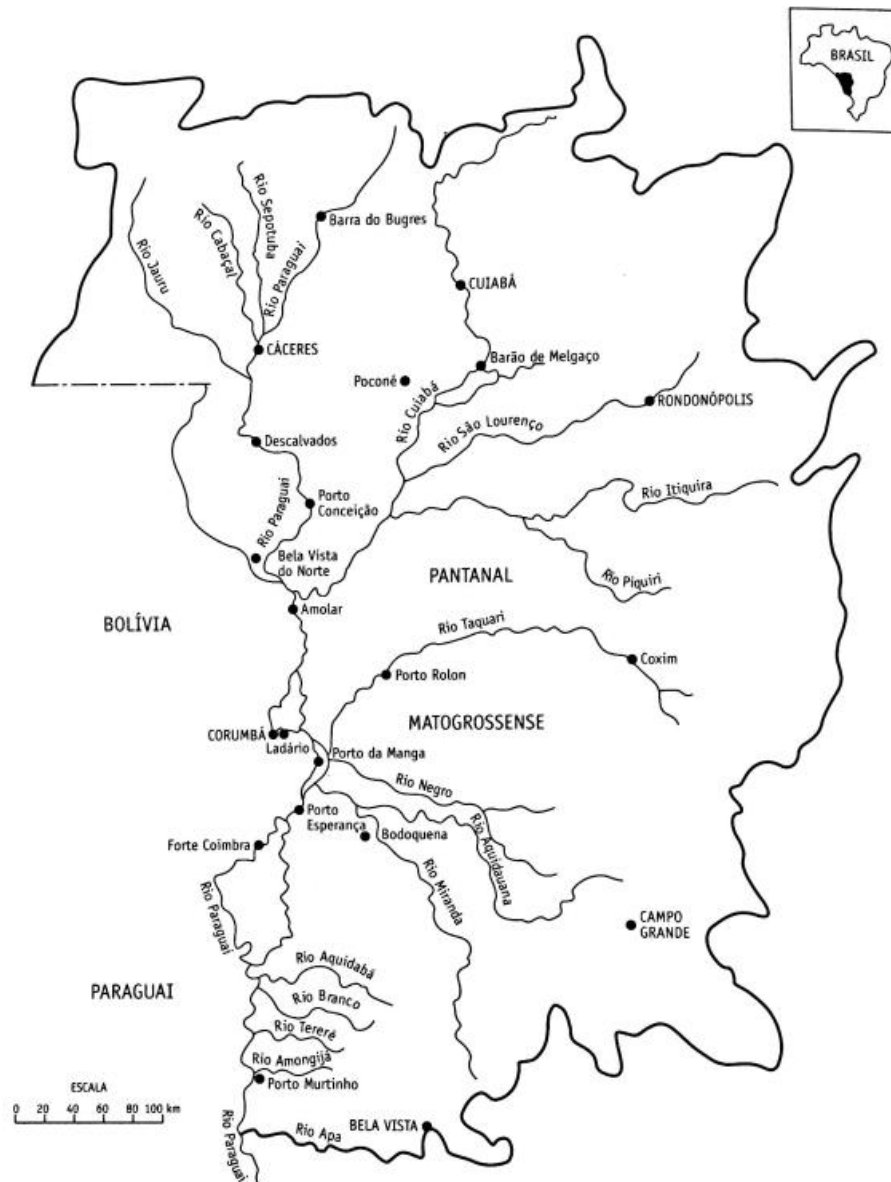 BRASIL
Rio Sepotuba
Rio Cabaçal
Rio Paraguai
Barra do Bugres
Rio Jauru
CUIABÁ
CÁCERES
Barão de Melgaço
Poconé
Rio Cuiabá
RONDONÓPOLIS
Rio São Lourenço
Descalvados
Rio Itiquira
Porto
Conceição
Rio Paraguai
Bela Vista
do Norte
PANTANAL
Rio Piquiri
Amolar
BOLÍVIA
Rio Taquari
Coxim
Porto Rolon
MATOGROSSENSE
CORUMBÁ
Ladário
Porto da Manga
Rio Negro
Porto
Esperança
Bodoquena
Rio Aquidauana
Forte Coimbra
Rio Miranda
Rio Paraguai
CAMPO
GRANDE
Rio Aquidabá
PARAGUAI
Rio Branco
Rio Tereré
Rio Amongijá
Porto Murtinho
ESCALA
0 20 40 60 80 100 km
BELA VISTA
Rio Apa
Rio Paraguai